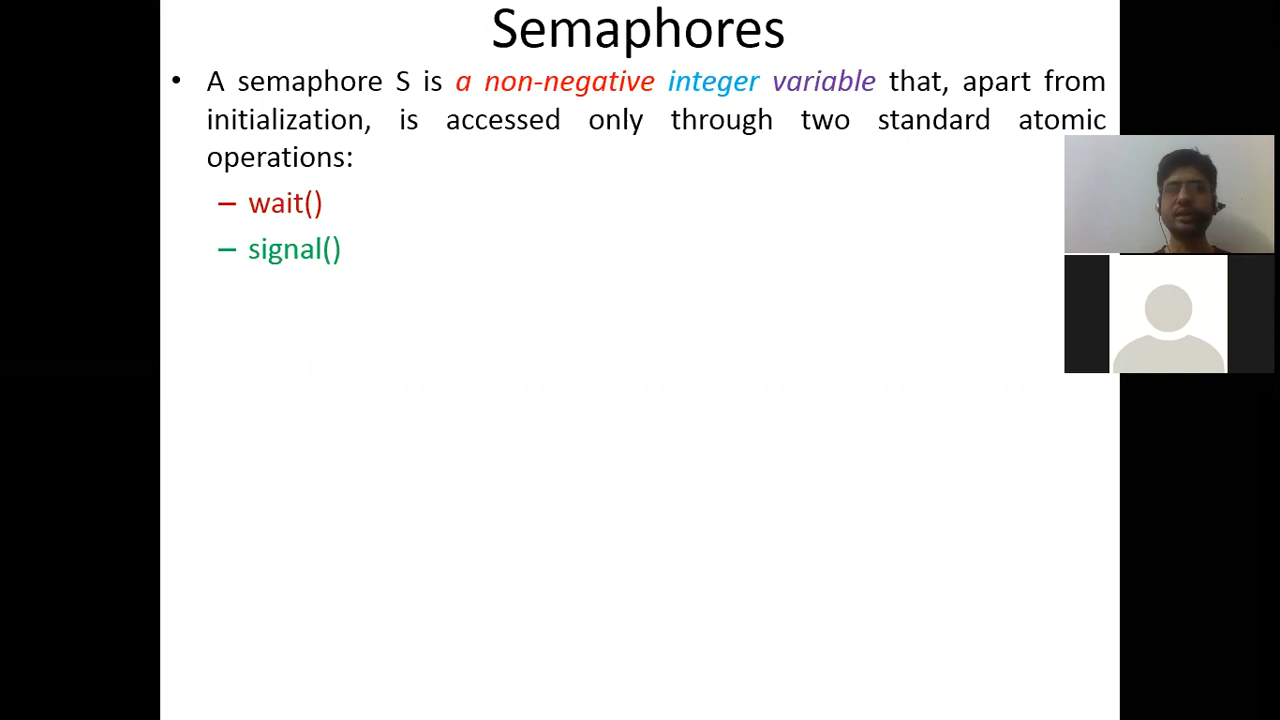 Semaphores
• A semaphore S is a non-negative integer variable that, apart from
initialization, is accessed only through two standard atomic
operations:
– wait()
– signal()